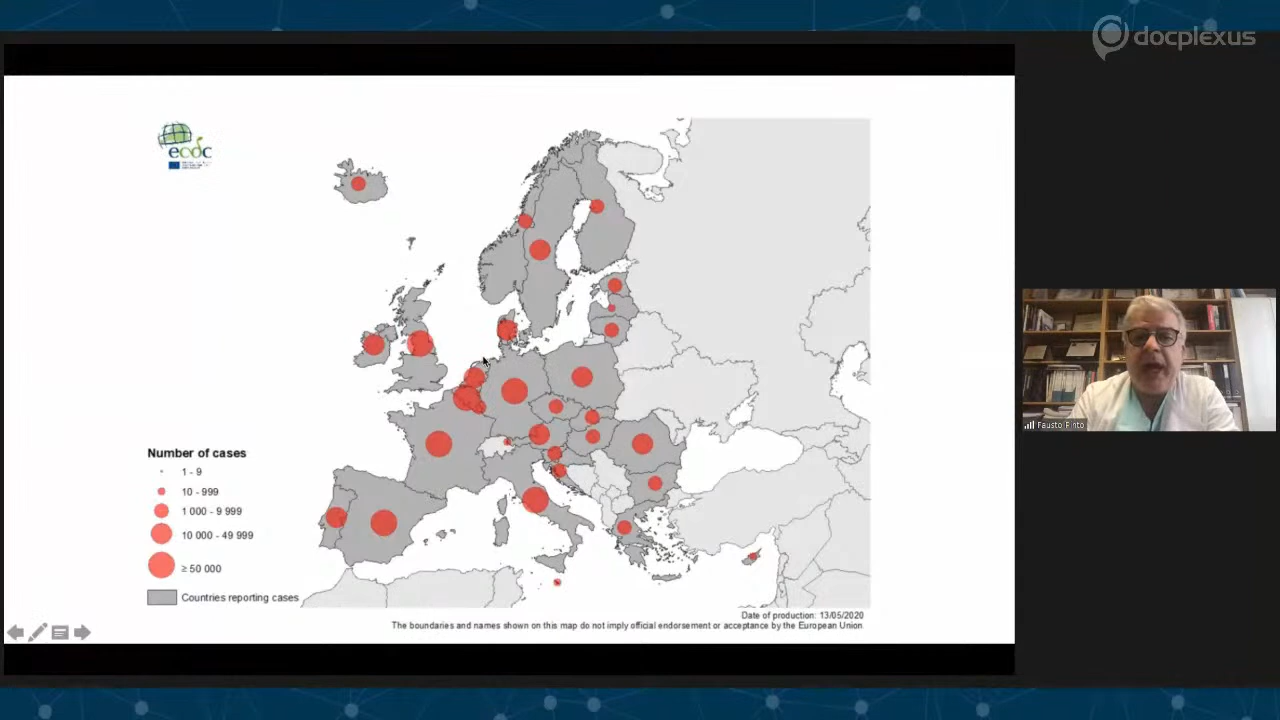 docplexus
ecdc
Number of cases
1 - 9
10 - 999
1 000 - 9 999
10 000 - 49 999
≥ 50 000
Countries reporting cases
Date of production: 13/05/2020
The boundaries and names shown on this map do not imply official endorsement or acceptance by the European Union
Fausto Pinto